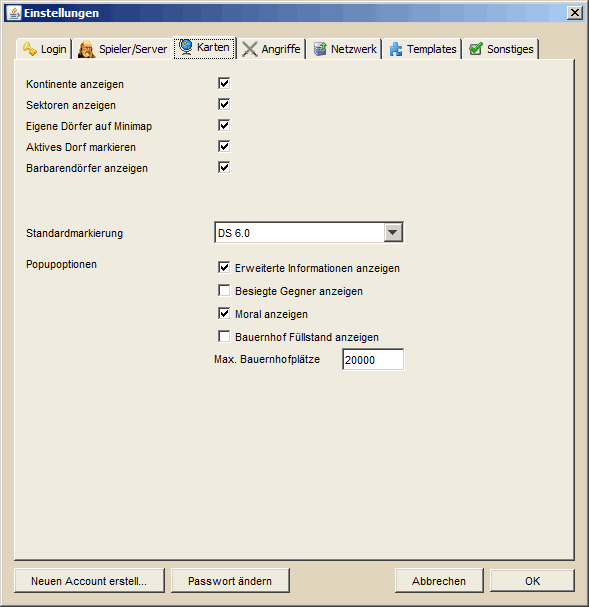 Einstellungen
Login Spieler/Server Karten Angriffe Netzwerk Templates Sonstiges
Kontinente anzeigen
Sektoren anzeigen
Eigene Dörfer auf Minimap
Aktives Dorf markieren
Barbarendörfer anzeigen
Standardmarkierung DS 6.0
Popupoptionen Erweiterte Informationen anzeigen
Besiegte Gegner anzeigen
Moral anzeigen
Bauernhof Füllstand anzeigen
Max. Bauernhofplätze 20000
Neuen Account erstell... Passwort ändern Abbrechen OK